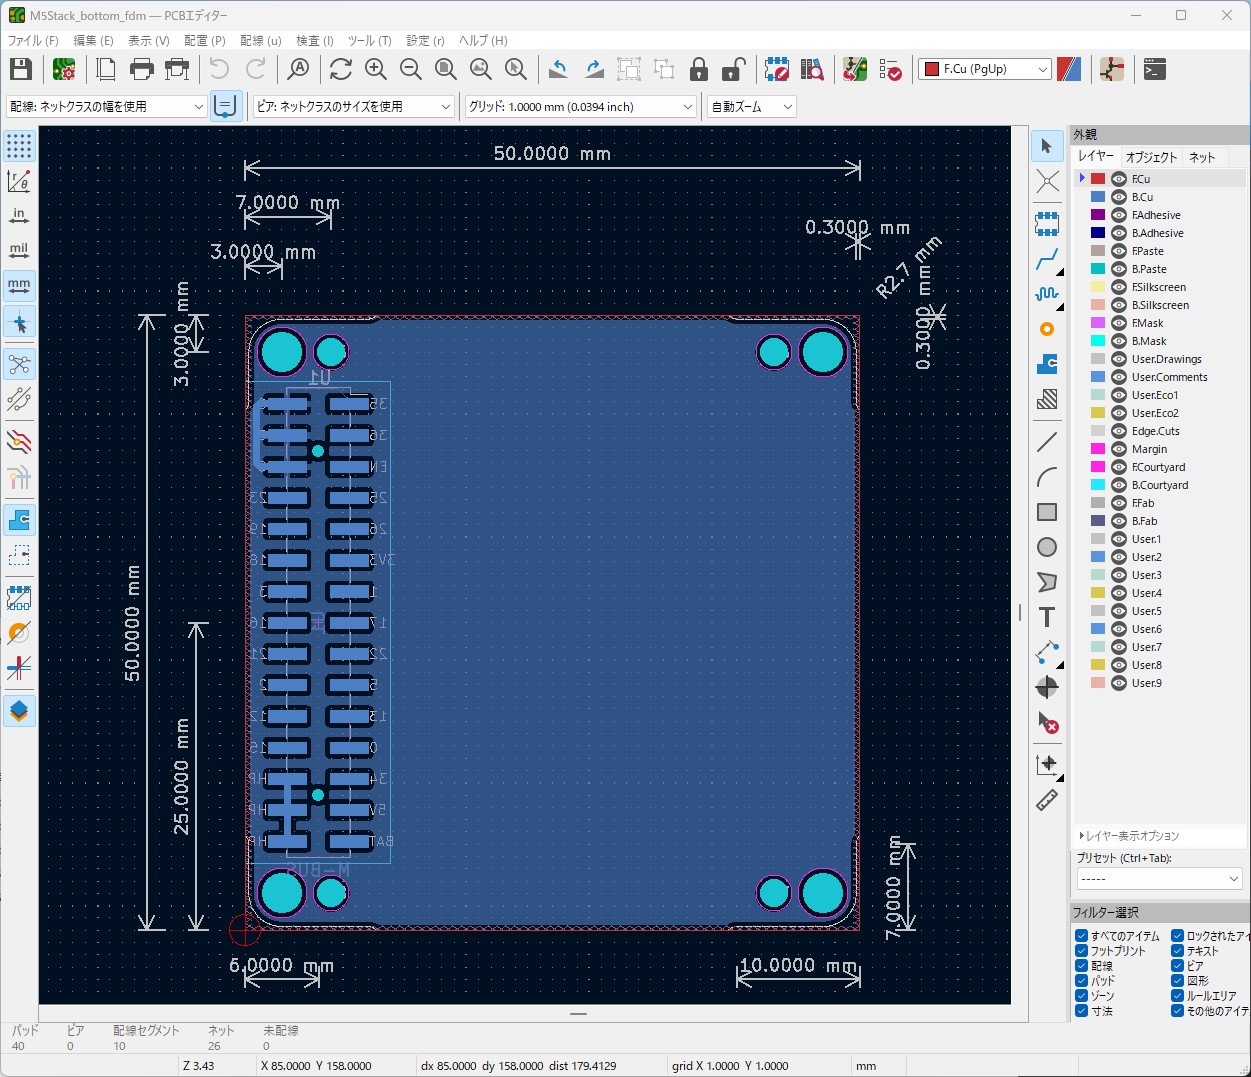 M5Stack_bottom_fdm — PCBエディター
ファイル (F) 編集 (E) 表示 (V) 配置 (P) 配線 (u) 検査 (I) ツール (T) 設定 (r) ヘルプ (H)
F.Cu (PgUp)
配線: ネットクラスの幅を使用 ビア: ネットクラスのサイズを使用 グリッド: 1.0000 mm (0.0394 inch) 自動ズーム
in
mil
mm
50.0000 mm
7.0000 mm
3.0000 mm
0.3000 mm
R2.7 mm
0.3000 mm
3.0000 mm
U1
35
36
EN
23 25
19 26
18 3V3
3 1
16 17
21 22
2 5
12 13
15 0
HP 34
HP 5V
HP BAT
M-BUS
50.0000 mm
25.0000 mm
7.0000 mm
6.0000 mm
10.0000 mm
外観
レイヤー オブジェクト ネット
F.Cu
B.Cu
F.Adhesive
B.Adhesive
F.Paste
B.Paste
F.Silkscreen
B.Silkscreen
F.Mask
B.Mask
User.Drawings
User.Comments
User.Eco1
User.Eco2
Edge.Cuts
Margin
F.Courtyard
B.Courtyard
F.Fab
B.Fab
User.1
User.2
User.3
User.4
User.5
User.6
User.7
User.8
User.9
レイヤー表示オプション
プリセット (Ctrl+Tab):
-----
フィルター選択
すべてのアイテム ロックされたアイ
フットプリント テキスト
配線 ビア
パッド 図形
ゾーン ルールエリア
寸法 その他のアイテ
パッド ビア 配線セグメント ネット 未配線
40 0 10 26 0
Z 3.43 X 85.0000 Y 158.0000 dx 85.0000 dy 158.0000 dist 179.4129 grid X 1.0000 Y 1.0000 mm